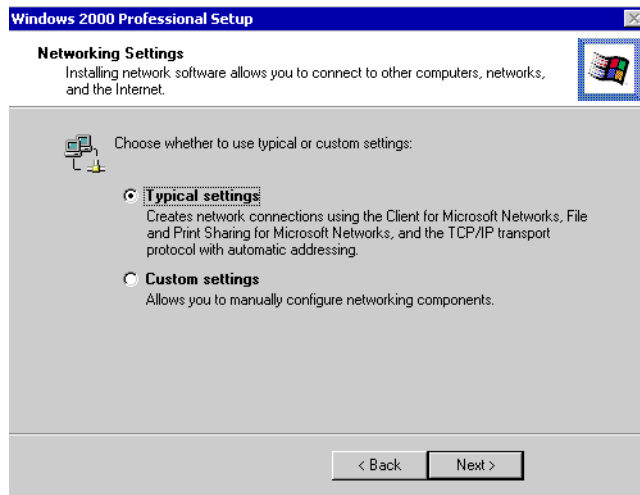 Windows 2000 Professional Setup
Networking Settings
Installing network software allows you to connect to other computers, networks,
and the Internet.
Choose whether to use typical or custom settings:
Typical settings
Creates network connections using the Client for Microsoft Networks, File
and Print Sharing for Microsoft Networks, and the TCP/IP transport
protocol with automatic addressing.
Custom settings
Allows you to manually configure networking components.
< Back
Next >